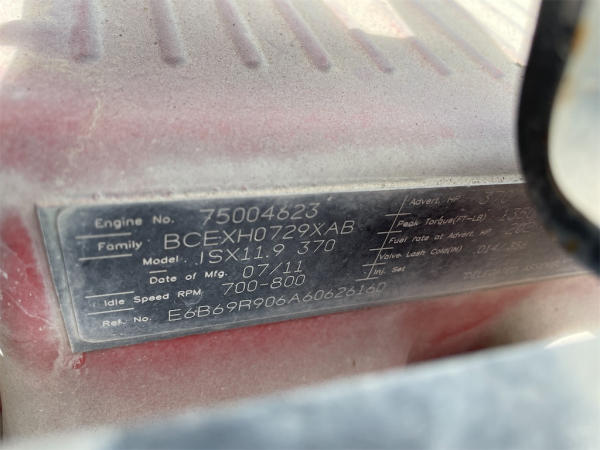 Engine No. 75004623
Family BCEXH0729XAB
Model ISX11.9 370
Date of Mfg. 07/11
Idle Speed RPM 700-800
Ref. No. E6B69R906A60626160
Advert. HP 370
Peak Torque(FT-LB) 1350
Fuel rate at Advert. HP
Valve Lash Cold(IN)
Inj. Set